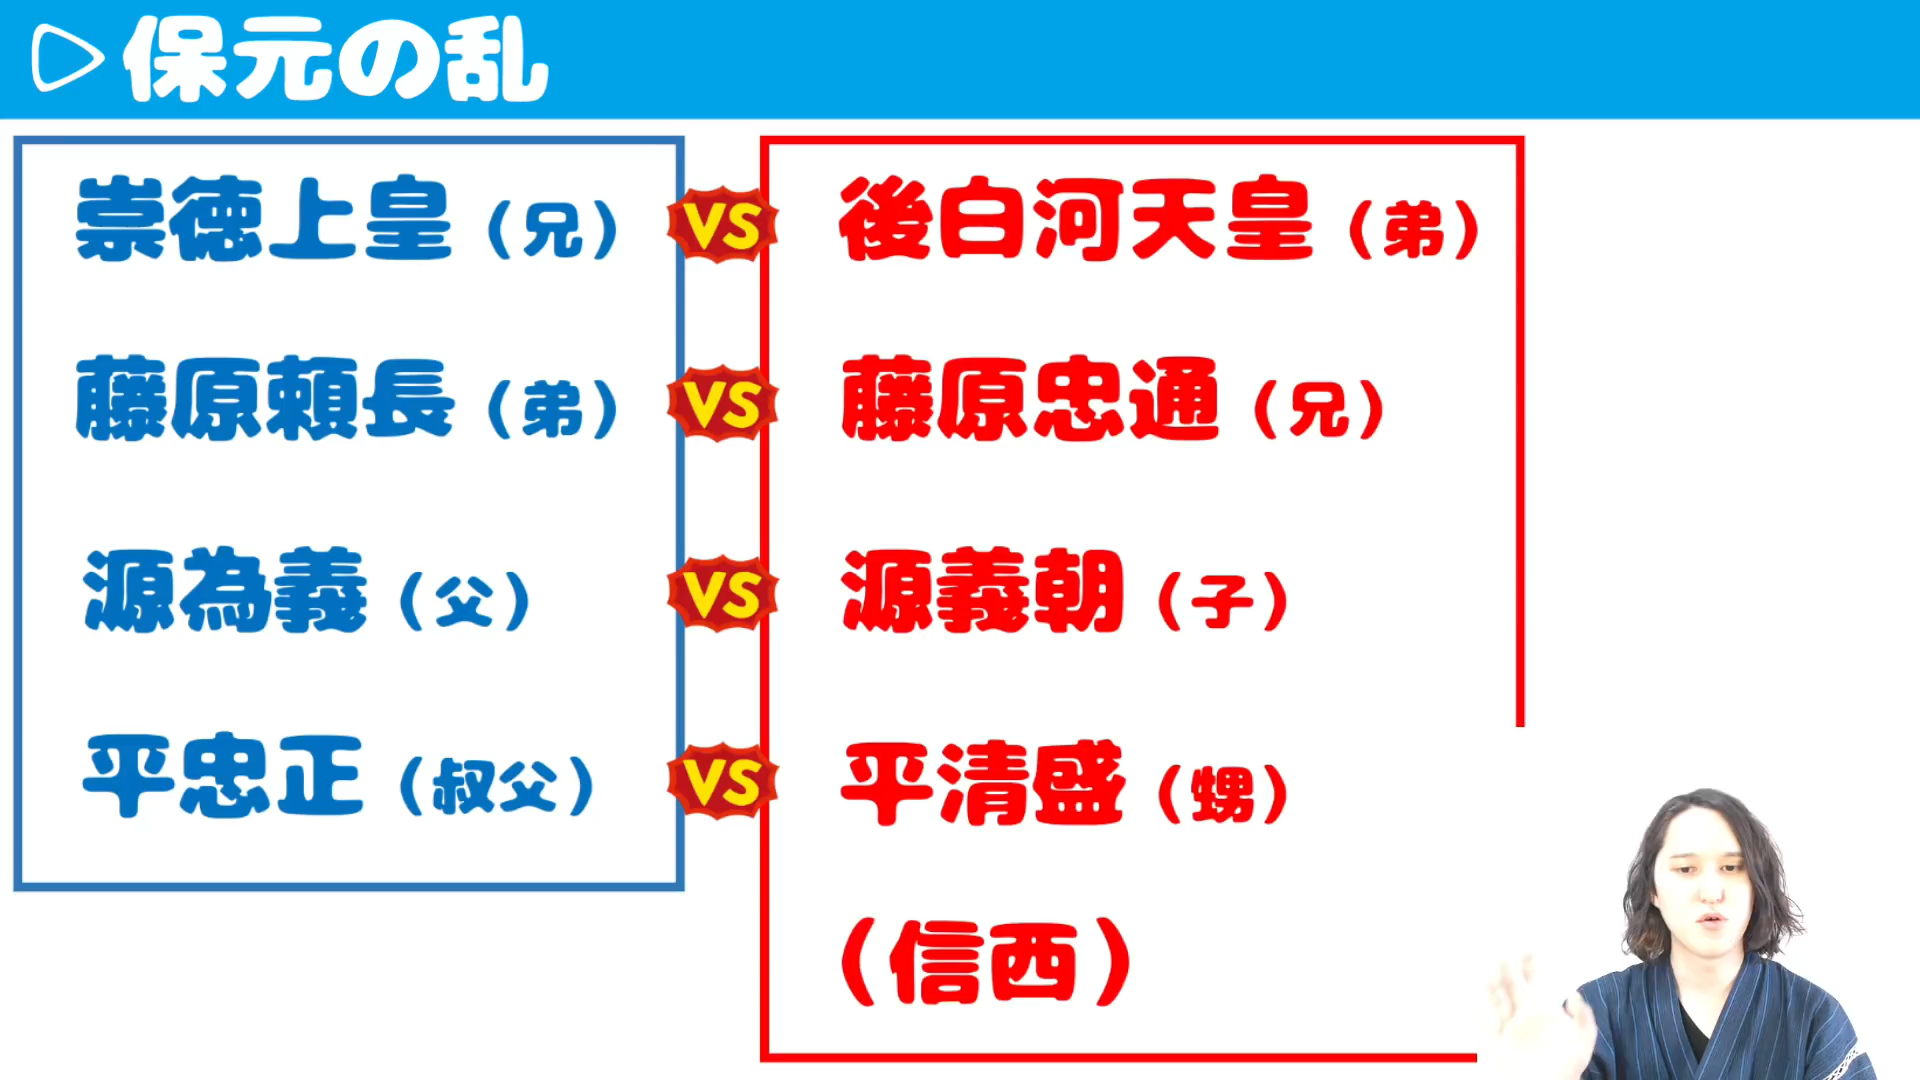 保元の乱
崇徳上皇（兄） VS 後白河天皇（弟）
藤原頼長（弟） VS 藤原忠通（兄）
源為義（父） VS 源義朝（子）
平忠正（叔父） VS 平清盛（甥）
（信西）